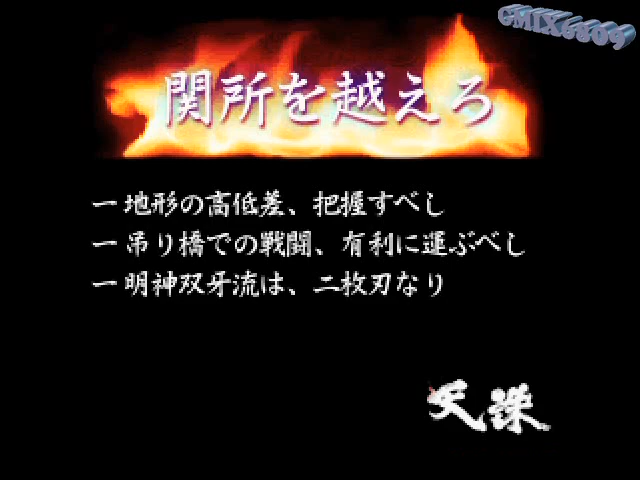 GMIX6809
関所を越えろ
一 地形の高低差、把握すべし
一 吊り橋での戦闘、有利に運ぶべし
一 明神双牙流は、二枚刃なり
天誅